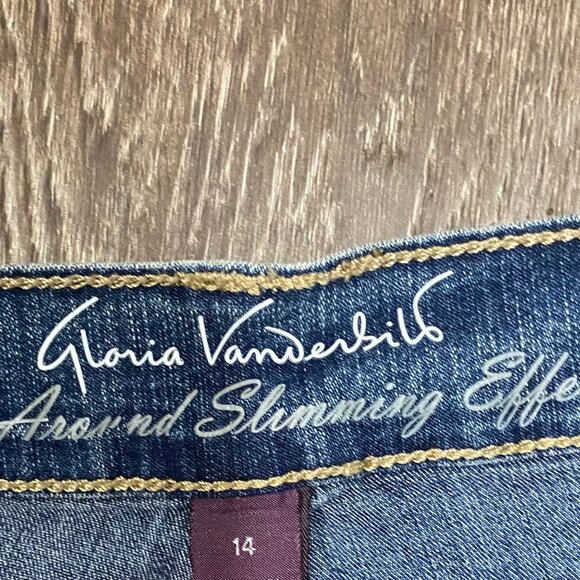 Gloria Vanderbilt
Around Slimming Effe
14